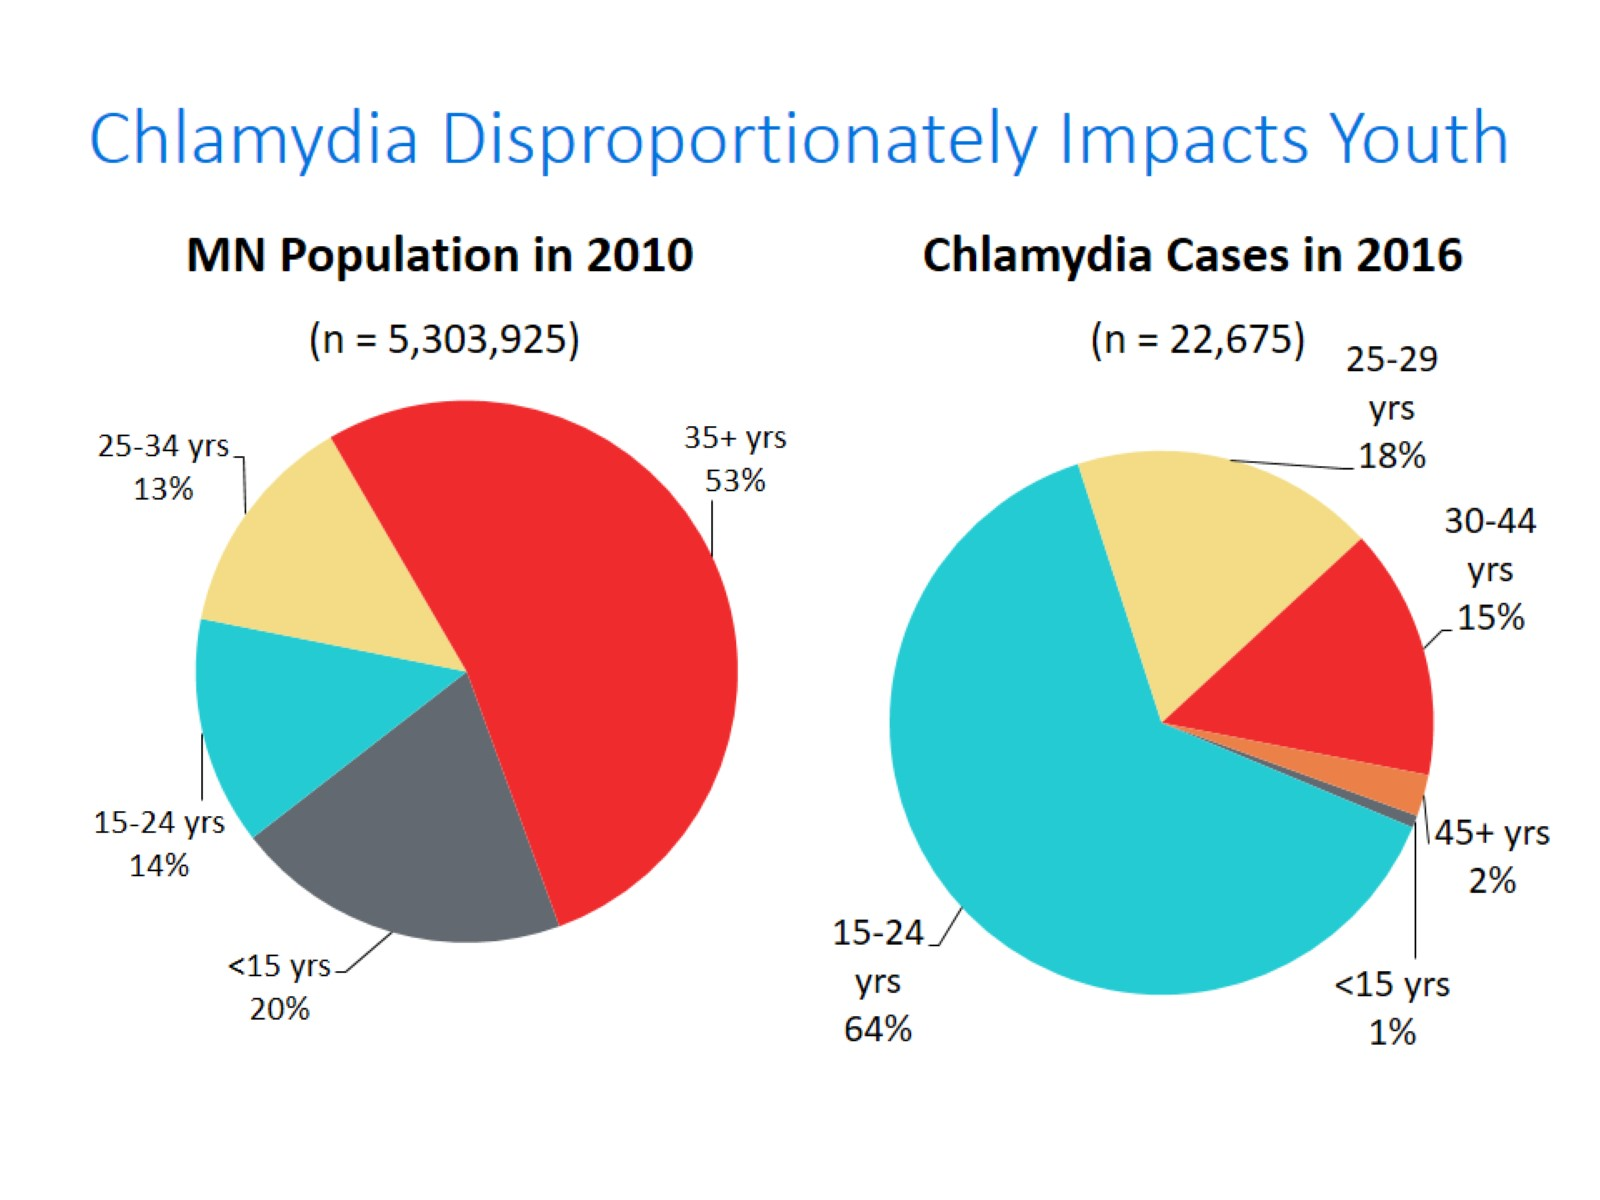 Chlamydia Disproportionately Impacts Youth
MN Population in 2010
(n = 5,303,925)
25-34 yrs
13%
35+ yrs
53%
15-24 yrs
14%
<15 yrs
20%
Chlamydia Cases in 2016
(n = 22,675)
25-29
yrs
18%
30-44
yrs
15%
45+ yrs
2%
<15 yrs
1%
15-24
yrs
64%